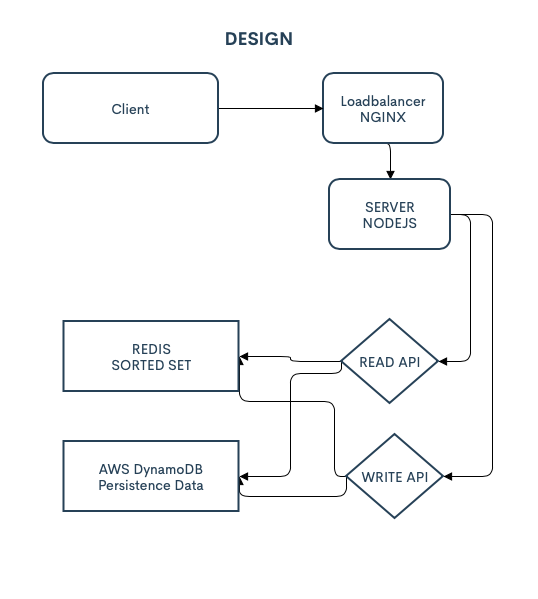 DESIGN
Client
Loadbalancer
NGINX
SERVER
NODEJS
REDIS
SORTED SET
READ API
AWS DynamoDB
Persistence Data
WRITE API